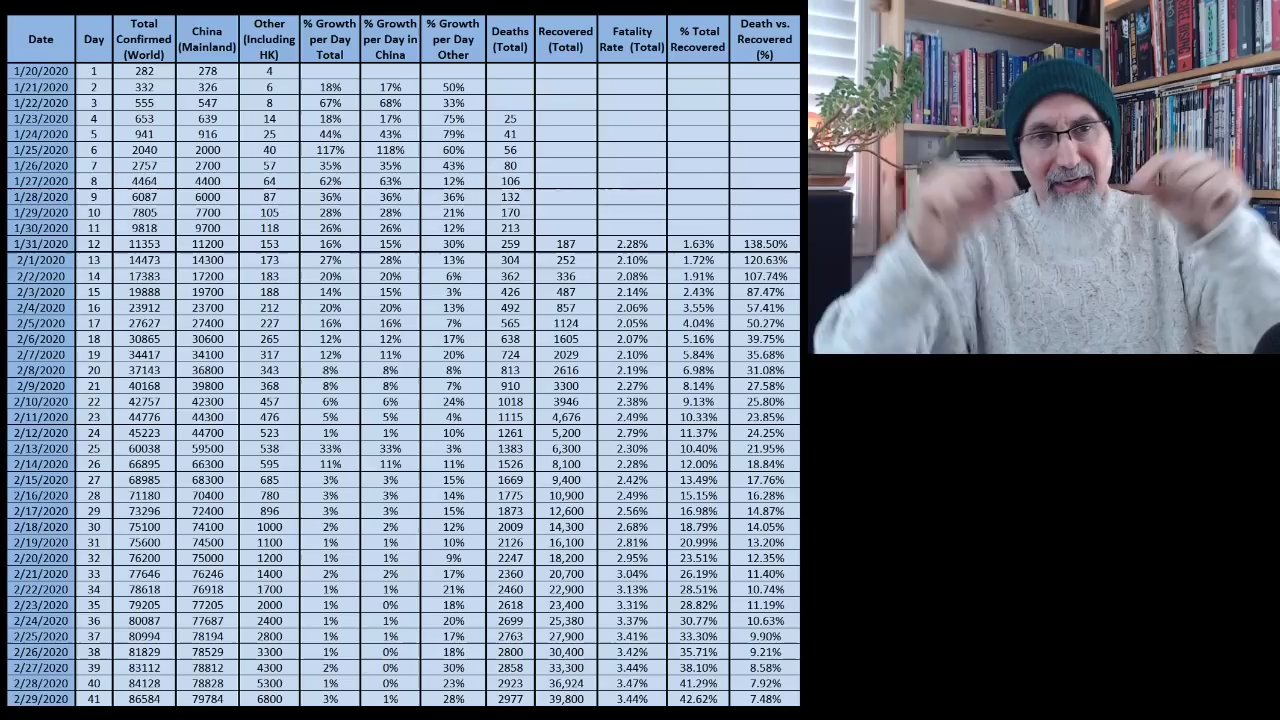 Date Day Total Confirmed (World) China (Mainland) Other (Including HK) % Growth per Day Total % Growth per Day in China % Growth per Day Other Deaths (Total) Recovered (Total) Fatality Rate (Total) % Total Recovered Death vs. Recovered (%)
1/20/2020 1 282 278 4
1/21/2020 2 332 326 6 18% 17% 50%
1/22/2020 3 555 547 8 67% 68% 33%
1/23/2020 4 653 639 14 18% 17% 75% 25
1/24/2020 5 941 916 25 44% 43% 79% 41
1/25/2020 6 2040 2000 40 117% 118% 60% 56
1/26/2020 7 2757 2700 57 35% 35% 43% 80
1/27/2020 8 4464 4400 64 62% 63% 12% 106
1/28/2020 9 6087 6000 87 36% 36% 36% 132
1/29/2020 10 7805 7700 105 28% 28% 21% 170
1/30/2020 11 9818 9700 118 26% 26% 12% 213
1/31/2020 12 11353 11200 153 16% 15% 30% 259 187 2.28% 1.63% 138.50%
2/1/2020 13 14473 14300 173 27% 28% 13% 304 252 2.10% 1.72% 120.63%
2/2/2020 14 17383 17200 183 20% 20% 6% 362 336 2.08% 1.91% 107.74%
2/3/2020 15 19888 19700 188 14% 15% 3% 426 487 2.14% 2.43% 87.47%
2/4/2020 16 23912 23700 212 20% 20% 13% 492 857 2.06% 3.55% 57.41%
2/5/2020 17 27627 27400 227 16% 16% 7% 565 1124 2.05% 4.04% 50.27%
2/6/2020 18 30865 30600 265 12% 12% 17% 638 1605 2.07% 5.16% 39.75%
2/7/2020 19 34417 34100 317 12% 11% 20% 724 2029 2.10% 5.84% 35.68%
2/8/2020 20 37143 36800 343 8% 8% 8% 813 2616 2.19% 6.98% 31.08%
2/9/2020 21 40168 39800 368 8% 8% 7% 910 3300 2.27% 8.14% 27.58%
2/10/2020 22 42757 42300 457 6% 6% 24% 1018 3946 2.38% 9.13% 25.80%
2/11/2020 23 44776 44300 476 5% 5% 4% 1115 4,676 2.49% 10.33% 23.85%
2/12/2020 24 45223 44700 523 1% 1% 10% 1261 5,200 2.79% 11.37% 24.25%
2/13/2020 25 60038 59500 538 33% 33% 3% 1383 6,300 2.30% 10.40% 21.95%
2/14/2020 26 66895 66300 595 11% 11% 11% 1526 8,100 2.28% 12.00% 18.84%
2/15/2020 27 68985 68300 685 3% 3% 15% 1669 9,400 2.42% 13.49% 17.76%
2/16/2020 28 71180 70400 780 3% 3% 14% 1775 10,900 2.49% 15.15% 16.28%
2/17/2020 29 73296 72400 896 3% 3% 15% 1873 12,600 2.56% 16.98% 14.87%
2/18/2020 30 75100 74100 1000 2% 2% 12% 2009 14,300 2.68% 18.79% 14.05%
2/19/2020 31 75600 74500 1100 1% 1% 10% 2126 16,100 2.81% 20.99% 13.20%
2/20/2020 32 76200 75000 1200 1% 1% 9% 2247 18,200 2.95% 23.51% 12.35%
2/21/2020 33 77646 76246 1400 2% 2% 17% 2360 20,700 3.04% 26.19% 11.40%
2/22/2020 34 78618 76918 1700 1% 1% 21% 2460 22,900 3.13% 28.51% 10.74%
2/23/2020 35 79205 77205 2000 1% 0% 18% 2618 23,400 3.31% 28.82% 11.19%
2/24/2020 36 80087 77687 2400 1% 1% 20% 2699 25,380 3.37% 30.77% 10.63%
2/25/2020 37 80994 78194 2800 1% 1% 17% 2763 27,900 3.41% 33.30% 9.90%
2/26/2020 38 81829 78529 3300 1% 0% 18% 2800 30,400 3.42% 35.71% 9.21%
2/27/2020 39 83112 78812 4300 2% 0% 30% 2858 33,300 3.44% 38.10% 8.58%
2/28/2020 40 84128 78828 5300 1% 0% 23% 2923 36,924 3.47% 41.29% 7.92%
2/29/2020 41 86584 79784 6800 3% 1% 28% 2977 39,800 3.44% 42.62% 7.48%